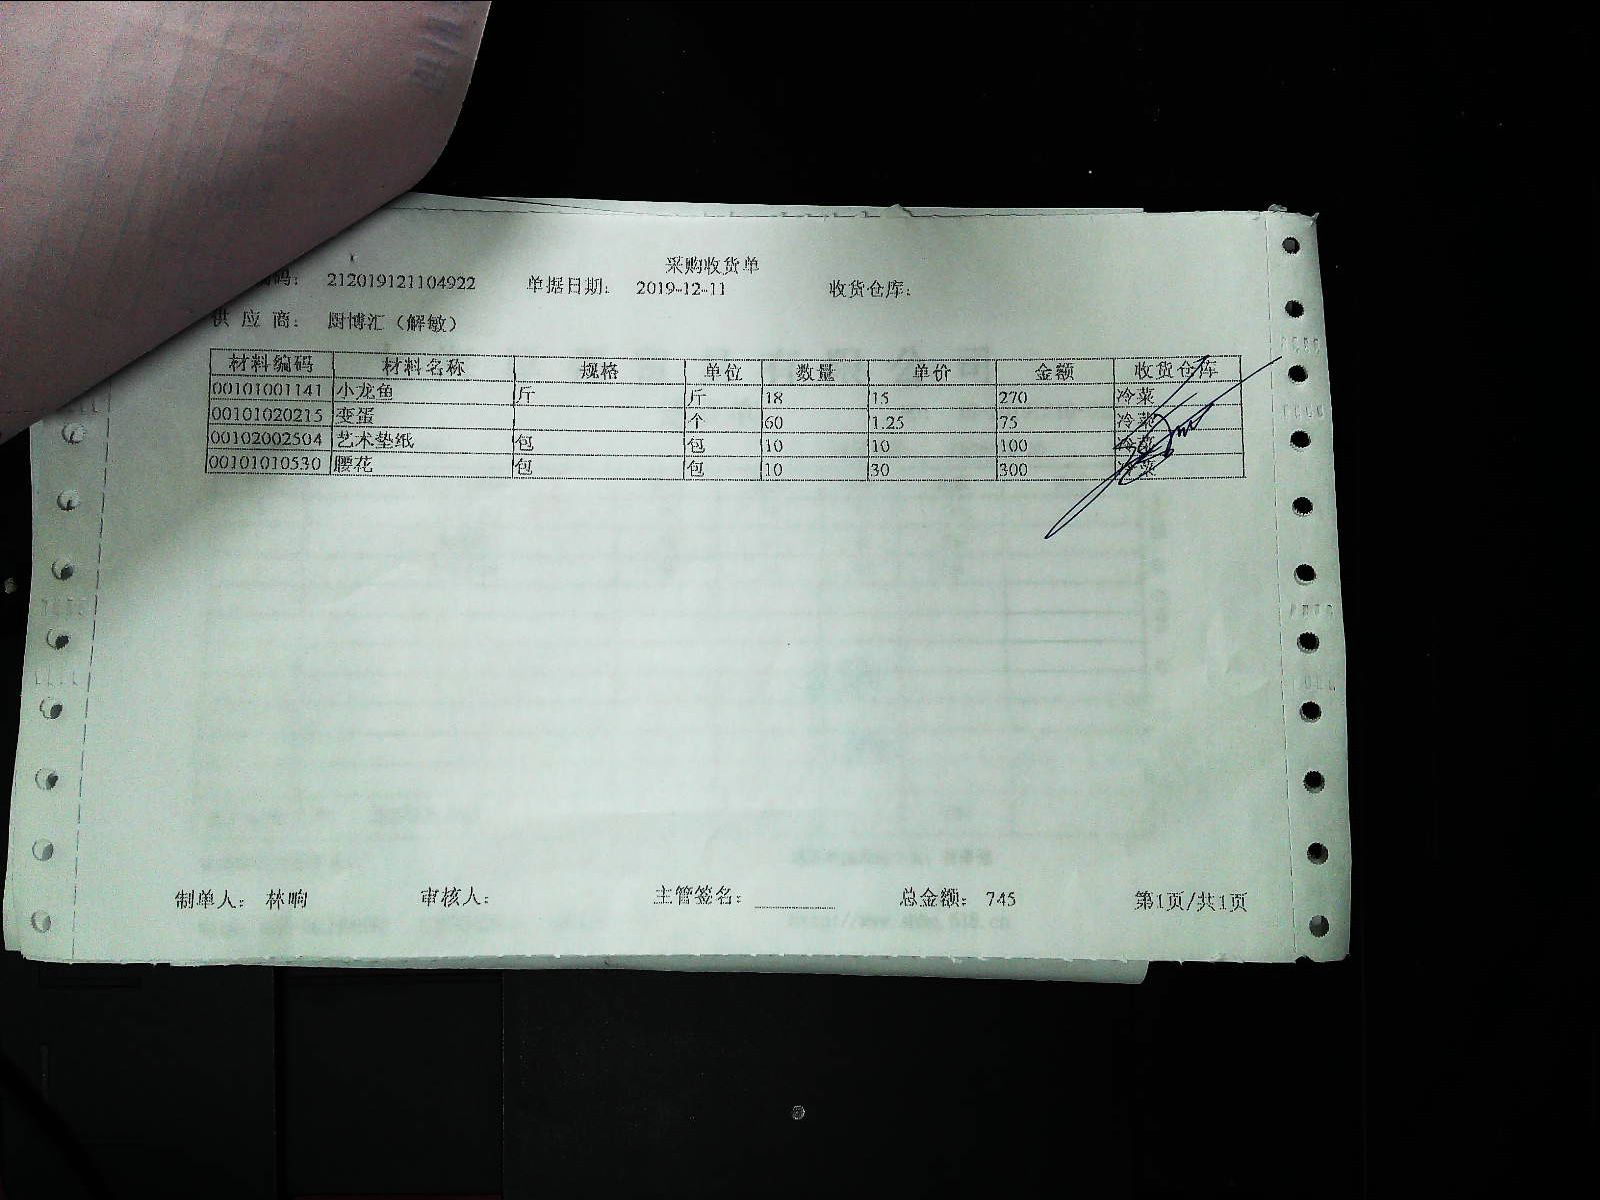 采购收货单
码: 212019121104922 单据日期: 2019-12-11 收货仓库:
供应商: 厨博汇（解敏）
材料编码 材料名称 规格 单位 数量 单价 金额 收货仓库
00101001141 小龙鱼 斤 斤 18 15 270 冷菜
00101020215 变蛋 个 60 1.25 75 冷菜
00102002504 艺术垫纸 包 包 10 10 100 冷菜
00101010530 腰花 包 包 10 30 300 冷菜
制单人: 林晌 审核人: 主管签名: 总金额: 745 第1页/共1页